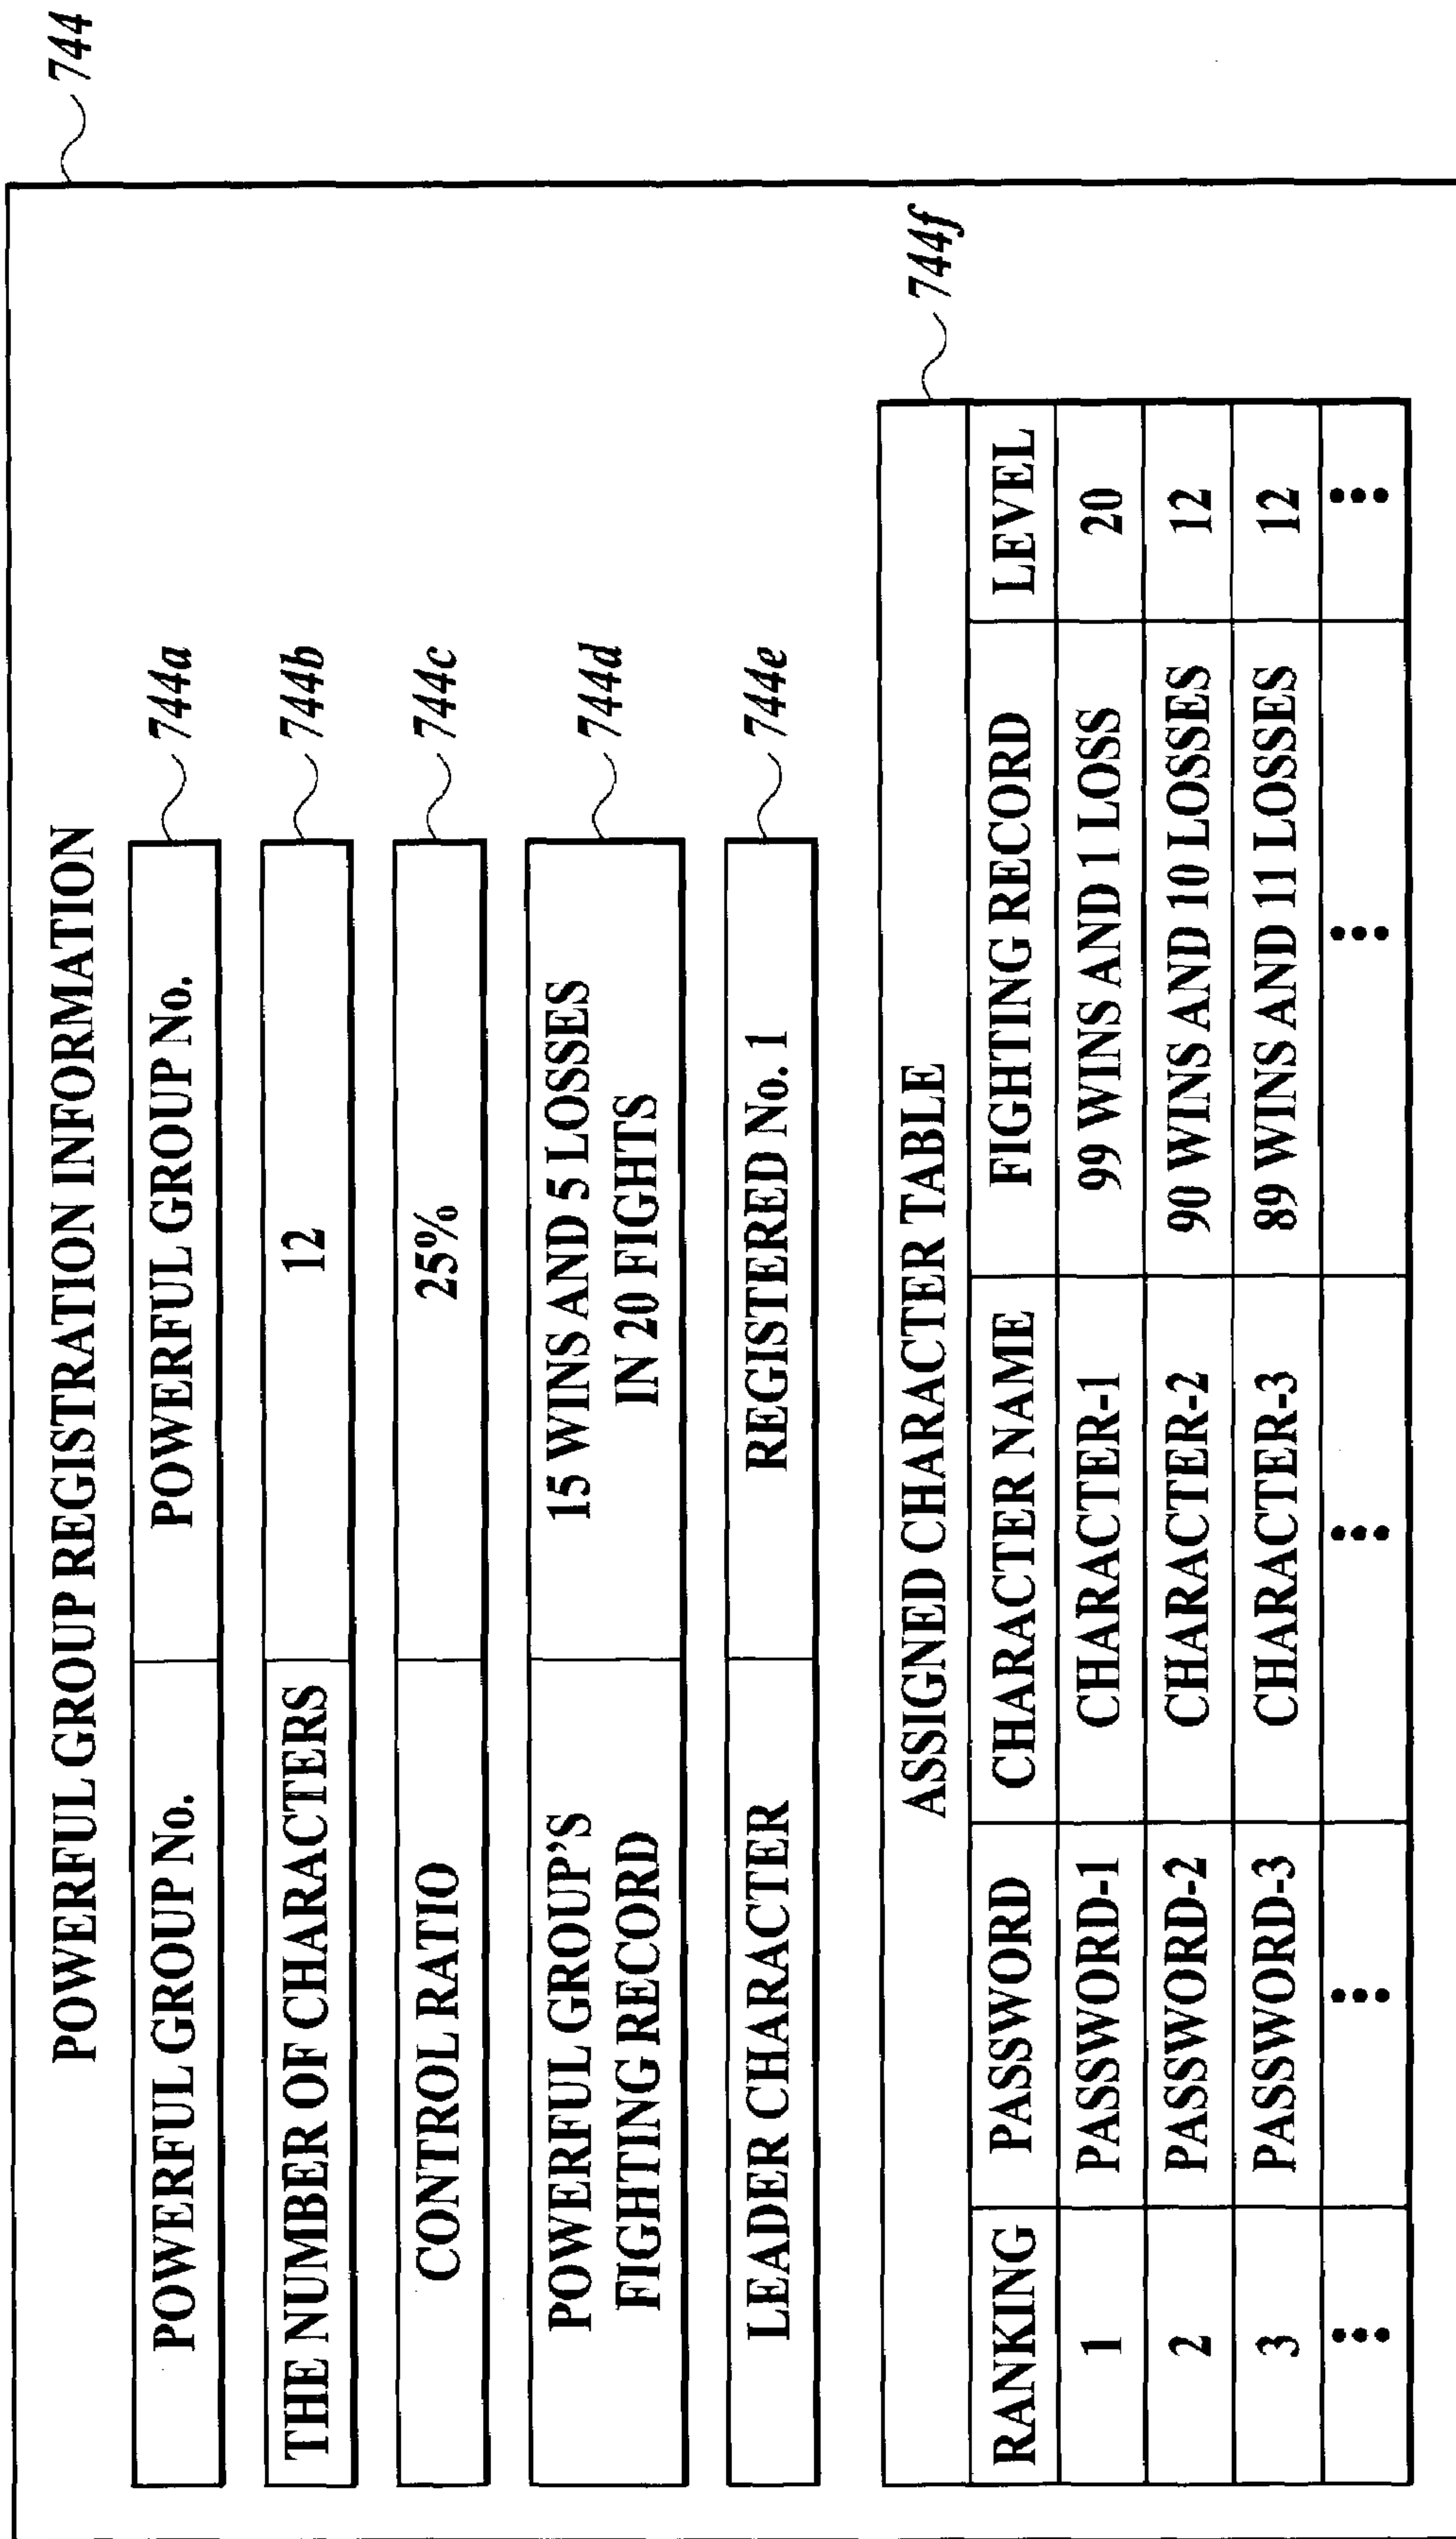 744
POWERFUL GROUP REGISTRATION INFORMATION
POWERFUL GROUP No. POWERFUL GROUP No. 744a
THE NUMBER OF CHARACTERS 12 744b
CONTROL RATIO 25% 744c
POWERFUL GROUP'S 15 WINS AND 5 LOSSES 744d
FIGHTING RECORD IN 20 FIGHTS
LEADER CHARACTER REGISTERED No. 1 744e
ASSIGNED CHARACTER TABLE 744f
RANKING PASSWORD CHARACTER NAME FIGHTING RECORD LEVEL
1 PASSWORD-1 CHARACTER-1 99 WINS AND 1 LOSS 20
2 PASSWORD-2 CHARACTER-2 90 WINS AND 10 LOSSES 12
3 PASSWORD-3 CHARACTER-3 89 WINS AND 11 LOSSES 12